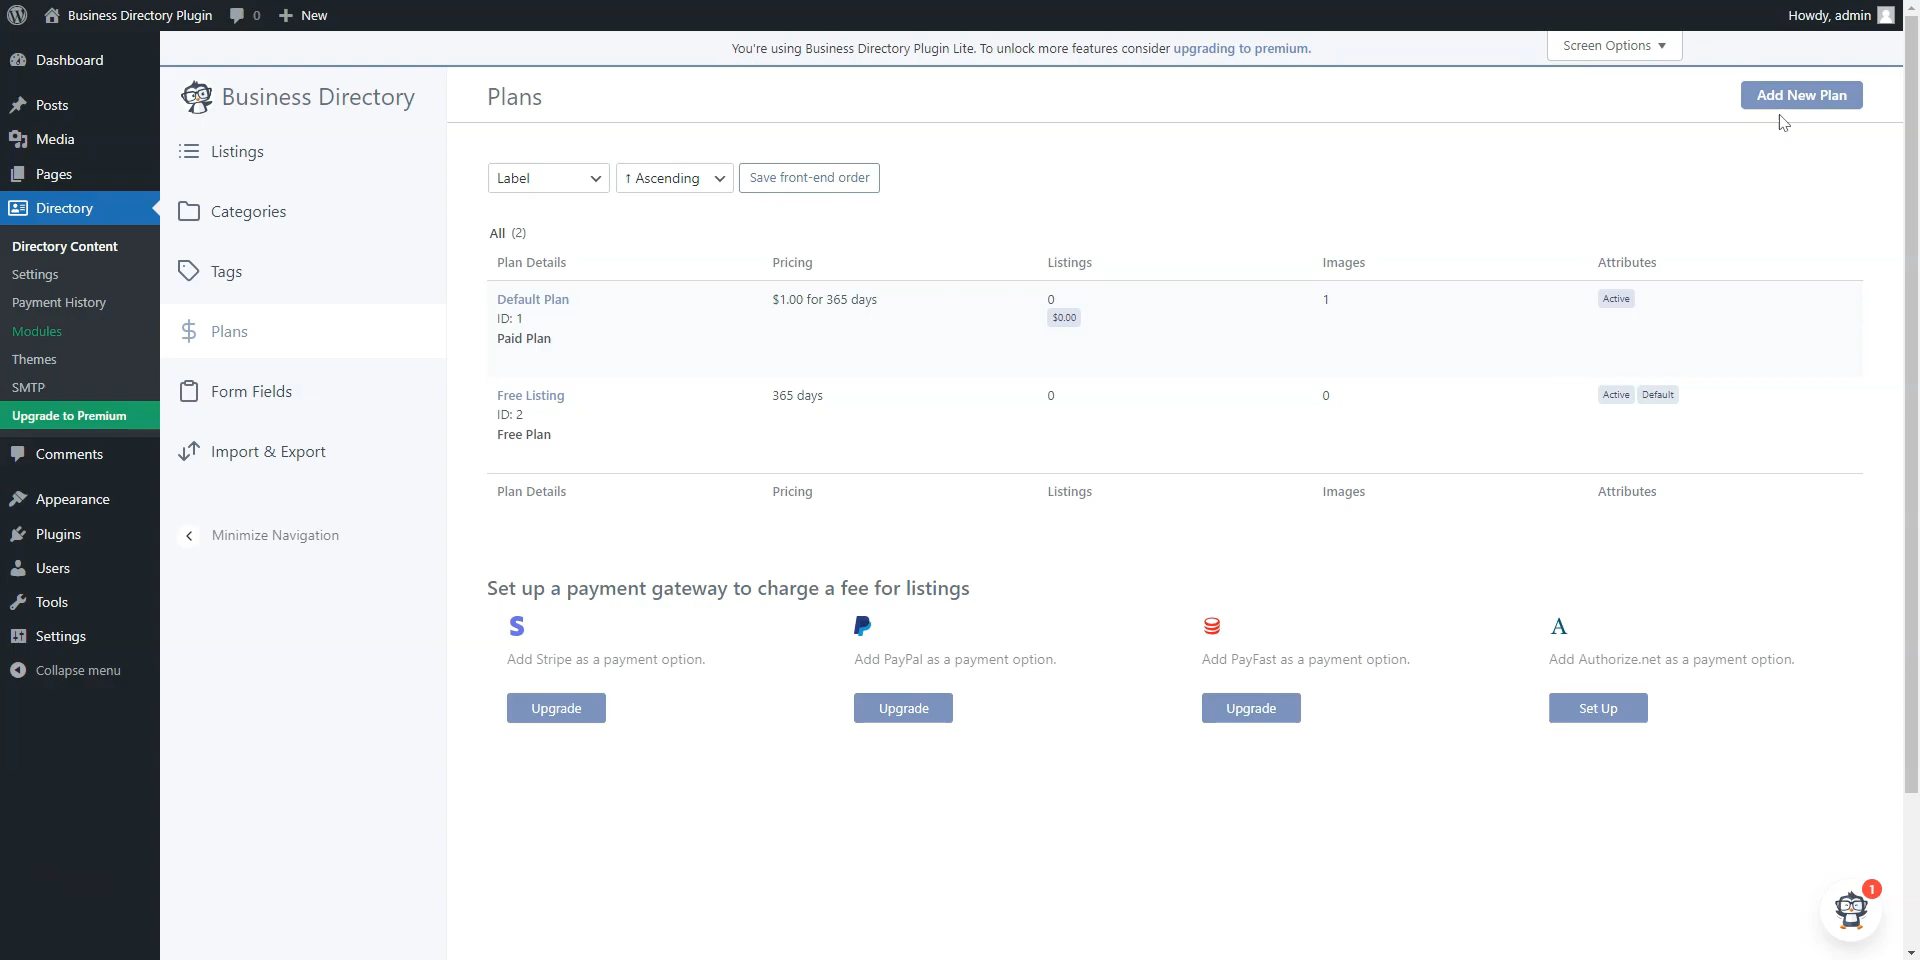 Business Directory Plugin 0 New Howdy, admin
You're using Business Directory Plugin Lite. To unlock more features consider upgrading to premium.
Screen Options
Dashboard
Posts
Media
Pages
Directory
Directory Content
Settings
Payment History
Modules
Themes
SMTP
Upgrade to Premium
Comments
Appearance
Plugins
Users
Tools
Settings
Collapse menu
Business Directory
Listings
Categories
Tags
Plans
Form Fields
Import & Export
Minimize Navigation
Plans
Add New Plan
Label ↑ Ascending Save front-end order
All (2)
Plan Details Pricing Listings Images Attributes
Default Plan $1.00 for 365 days 0 1 Active
ID: 1 $0.00
Paid Plan
Free Listing 365 days 0 0 Active Default
ID: 2
Free Plan
Plan Details Pricing Listings Images Attributes
Set up a payment gateway to charge a fee for listings
Add Stripe as a payment option. Add PayPal as a payment option. Add PayFast as a payment option. Add Authorize.net as a payment option.
Upgrade Upgrade Upgrade Set Up
1